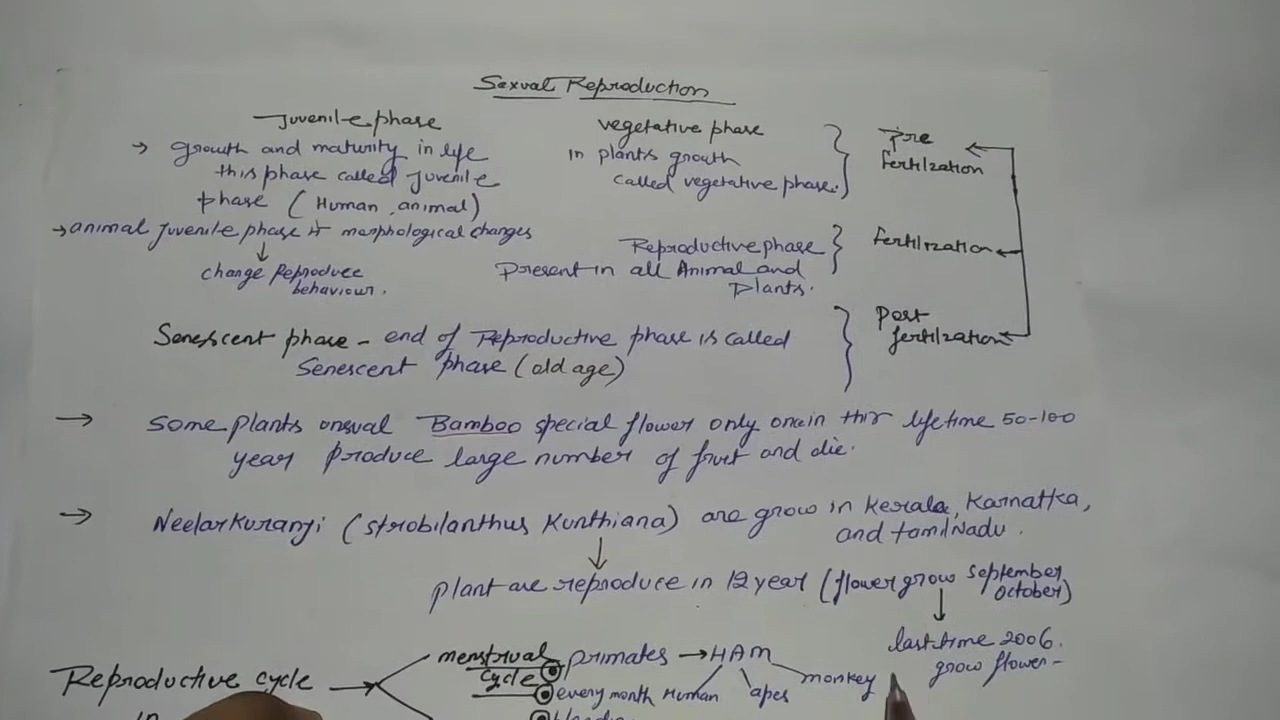 Sexual Reproduction
Juvenile phase
→ growth and maturity in life
this phase called juvenile
phase (Human, animal)
→ animal juvenile phase it morphological changes
↓
change Reproduce
behaviour.
vegetative phase
In plants growth
called vegetative phase.
Pre
fertilization
Reproductive phase
Present in all Animal and
Plants.
fertilization
Senescent phase - end of Reproductive phase is called
Senescent phase (old age)
Post
fertilization
→ Some plants unsual Bamboo special flower only in lifetime 50-100
year produce large number of fruit and die.
→ Neelarkuranji (strobilanthus Kunthiana) are grow in Kerala, Karnatka,
and tamilNadu.
↓
plant are reproduce in 12 year (flower grow September
October)
↓
last time 2006.
grow flower-
Reproductive cycle →
in
menstrual
cycle
primates → HAM
every month Human
apes
monkey